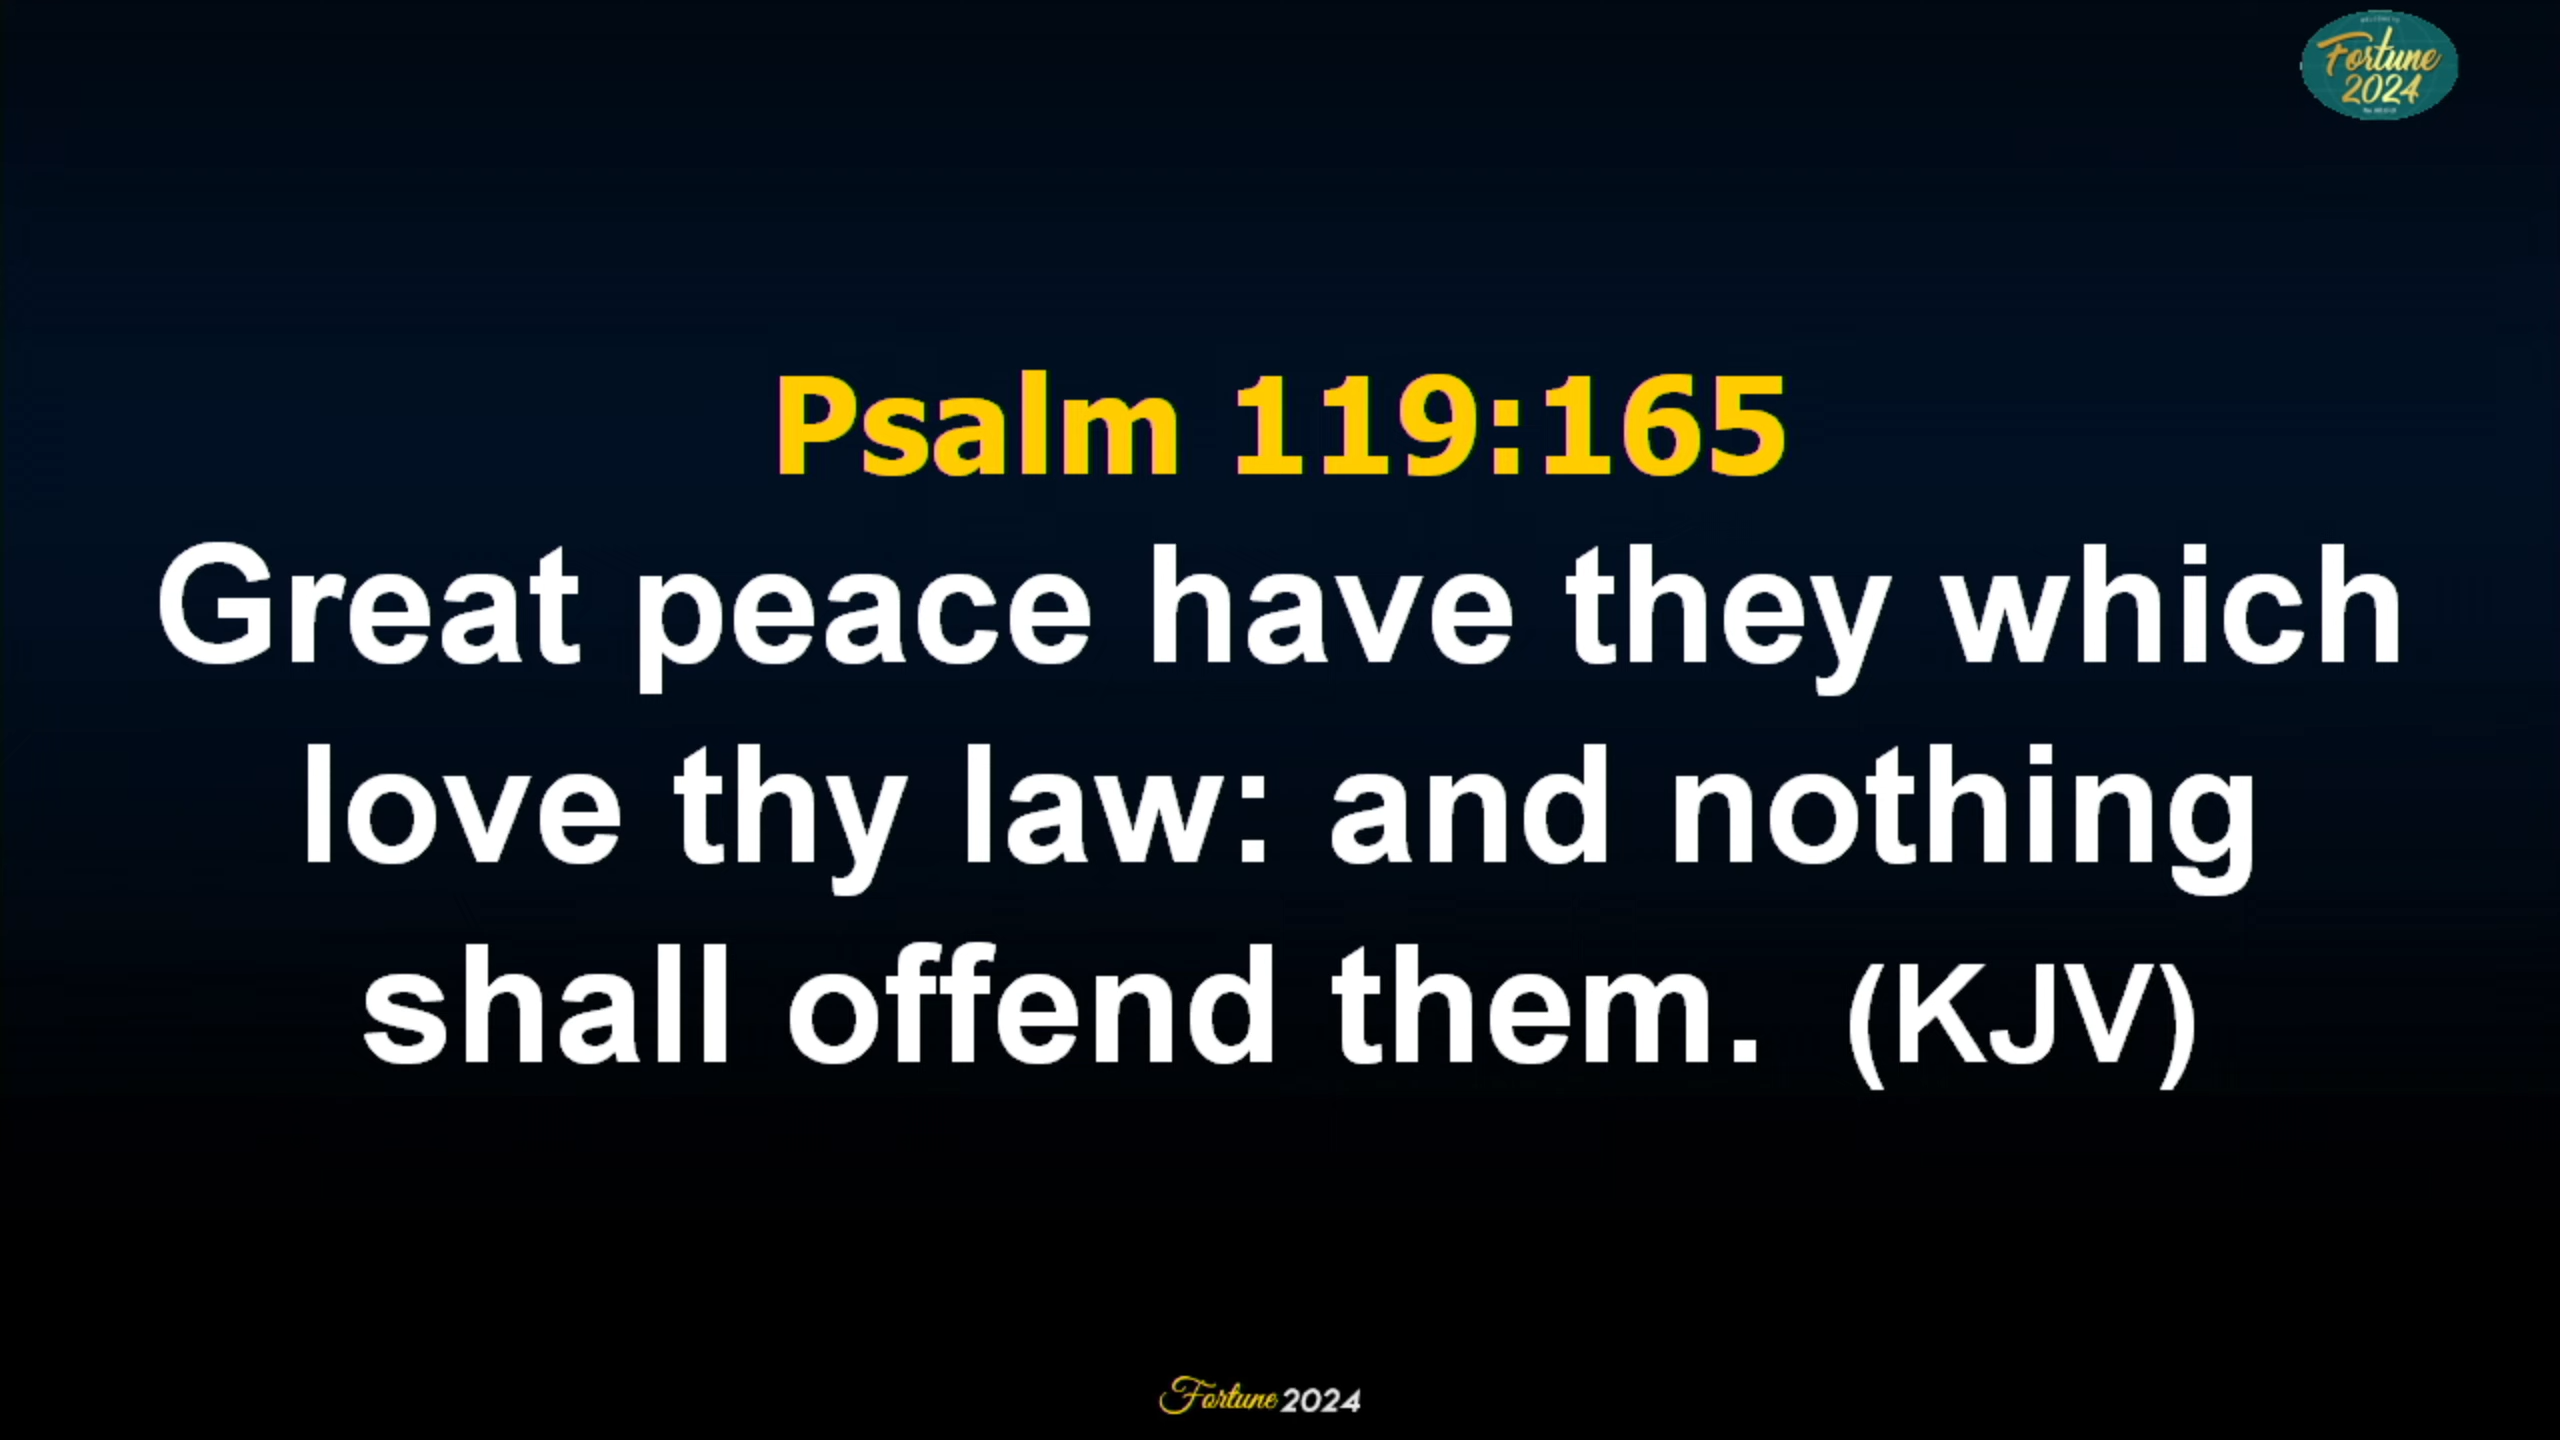 Fortune
2024
Psalm 119:165
Great peace have they which
love thy law: and nothing
shall offend them. (KJV)
Fortune 2024